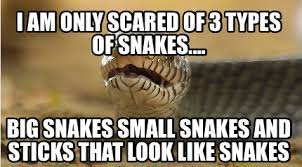 I AM ONLY SCARED OF 3 TYPES
OF SNAKES....
BIG SNAKES SMALL SNAKES AND
STICKS THAT LOOK LIKE SNAKES